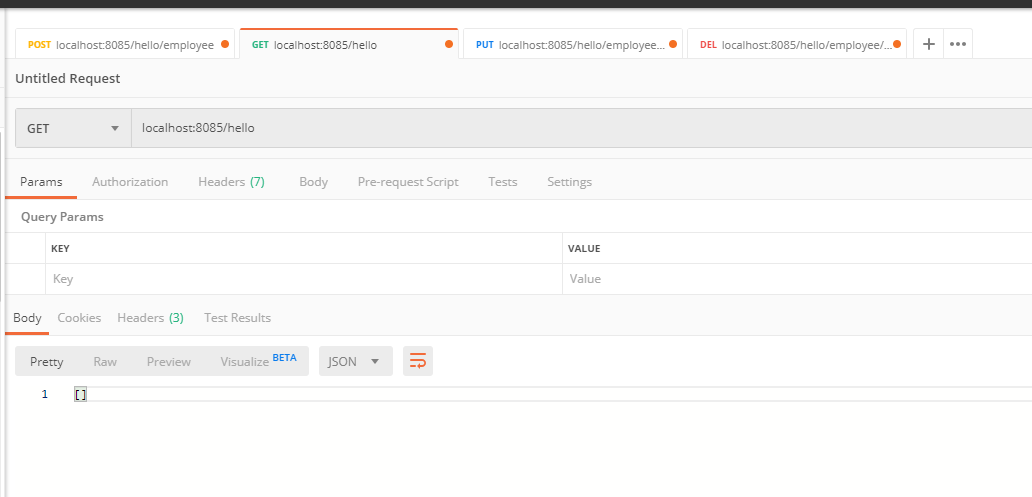 POST localhost:8085/hello/employee GET localhost:8085/hello PUT localhost:8085/hello/employee... DEL localhost:8085/hello/employee/... + •••
Untitled Request
GET localhost:8085/hello
Params Authorization Headers (7) Body Pre-request Script Tests Settings
Query Params
KEY VALUE
Key Value
Body Cookies Headers (3) Test Results
Pretty Raw Preview Visualize BETA JSON
1 []